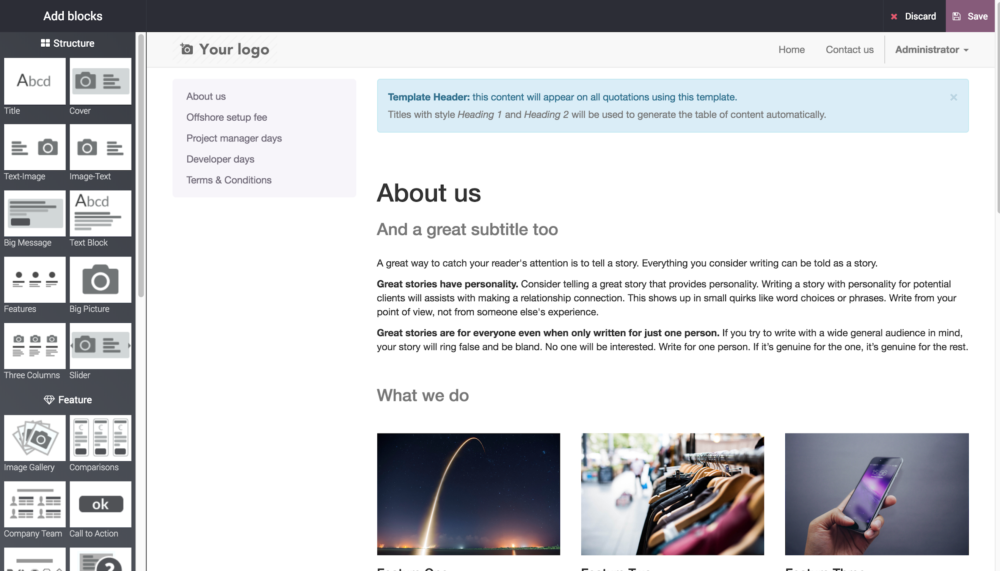 Add blocks
Discard
Save
Structure
Abcd
Title
Cover
Text-Image
Image-Text
Abcd
Big Message
Text Block
Features
Big Picture
Three Columns
Slider
Feature
€ € €
Image Gallery
Comparisons
ok
Company Team
Call to Action
?
Your logo
Home
Contact us
Administrator
About us
Offshore setup fee
Project manager days
Developer days
Terms & Conditions
Template Header: this content will appear on all quotations using this template.
Titles with style Heading 1 and Heading 2 will be used to generate the table of content automatically.
About us
And a great subtitle too
A great way to catch your reader's attention is to tell a story. Everything you consider writing can be told as a story.
Great stories have personality. Consider telling a great story that provides personality. Writing a story with personality for potential
clients will assists with making a relationship connection. This shows up in small quirks like word choices or phrases. Write from your
point of view, not from someone else's experience.
Great stories are for everyone even when only written for just one person. If you try to write with a wide general audience in mind,
your story will ring false and be bland. No one will be interested. Write for one person. If it’s genuine for the one, it’s genuine for the rest.
What we do
15:56
Feature One
Feature Two
Feature Three